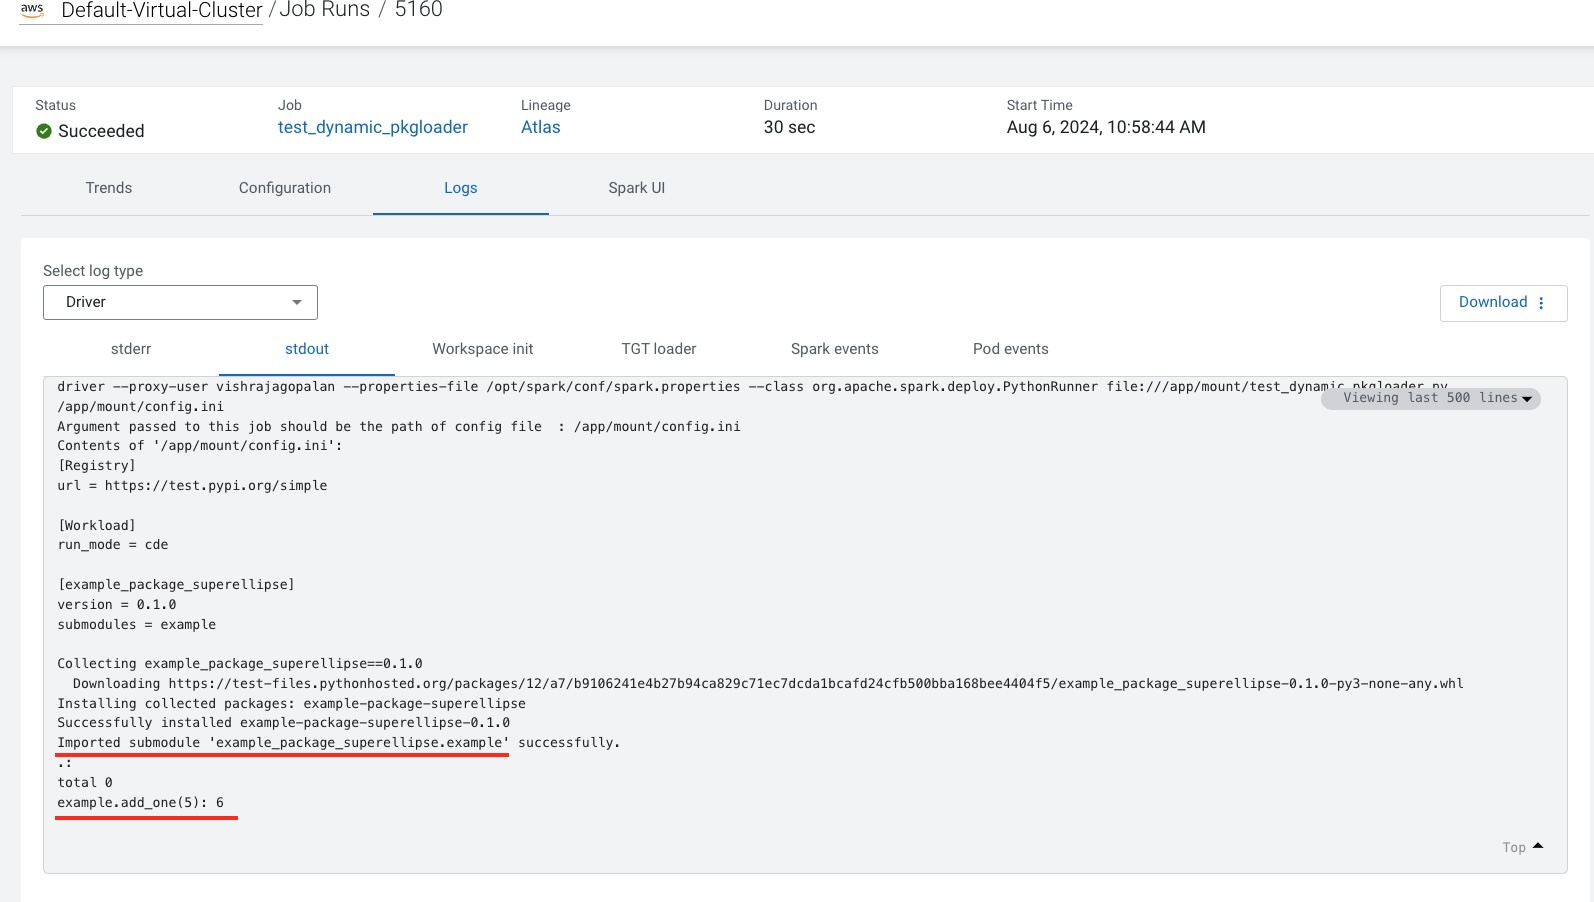 aws Default-Virtual-Cluster / Job Runs / 5160
Status
Succeeded
Job
test_dynamic_pkgloader
Lineage
Atlas
Duration
30 sec
Start Time
Aug 6, 2024, 10:58:44 AM
Trends Configuration Logs Spark UI
Select log type
Driver
Download
stderr stdout Workspace init TGT loader Spark events Pod events
driver --proxy-user vishrajagopalan --properties-file /opt/spark/conf/spark.properties --class org.apache.spark.deploy.PythonRunner file:///app/mount/test_dynamic_pkgloader.py
Viewing last 500 lines
/app/mount/config.ini
Argument passed to this job should be the path of config file  : /app/mount/config.ini
Contents of '/app/mount/config.ini':
[Registry]
url = https://test.pypi.org/simple
[Workload]
run_mode = cde
[example_package_superellipse]
version = 0.1.0
submodules = example
Collecting example_package_superellipse==0.1.0
  Downloading https://test-files.pythonhosted.org/packages/12/a7/b9106241e4b27b94ca829c71ec7dcda1bcafd24cfb500bba168bee4404f5/example_package_superellipse-0.1.0-py3-none-any.whl
Installing collected packages: example-package-superellipse
Successfully installed example-package-superellipse-0.1.0
Imported submodule 'example_package_superellipse.example' successfully.
.:
total 0
example.add_one(5): 6
Top